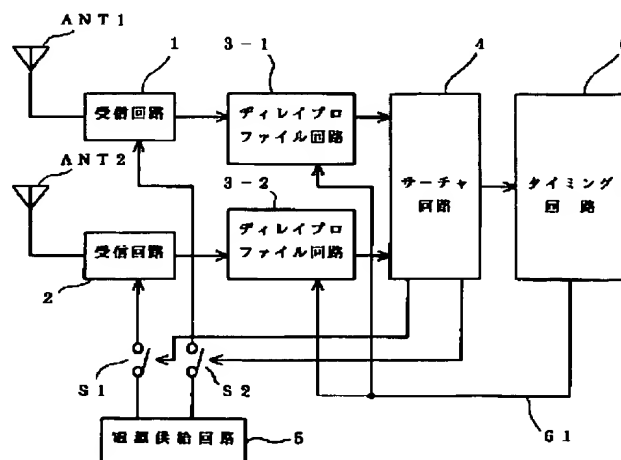 ANT1
1
3-1
4
受信回路
ディレイプロ
ファイル回路
ANT2
3-2
サーチャ
回路
タイミング
回路
受信回路
ディレイプロ
ファイル回路
2
S1
S2
61
電源供給回路
5